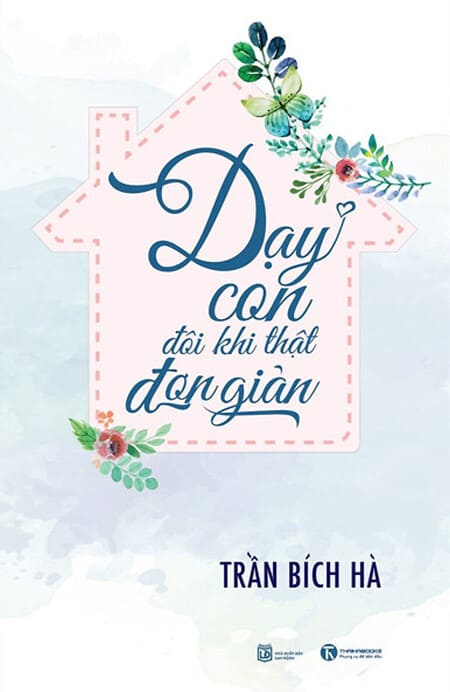 Dạy
con
đôi khi thật
đơn giản
TRẦN BÍCH HÀ
LĐ
NHÀ XUẤT BẢN
LAO ĐỘNG
THAIHABOOKS
Phụng sự để dẫn đầu